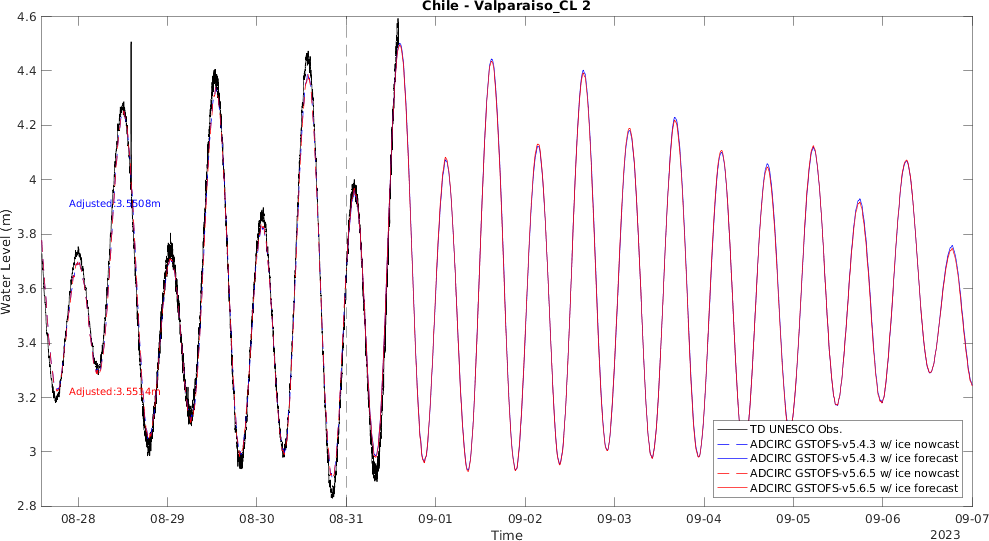 Chile - Valparaiso_CL 2
4.6
4.4
4.2
4
3.8
3.6
3.4
3.2
3
2.8
Water Level (m)
Adjusted:3.5508m
Adjusted:3.5514m
TD UNESCO Obs.
ADCIRC GSTOFS-v5.4.3 w/ ice nowcast
ADCIRC GSTOFS-v5.4.3 w/ ice forecast
ADCIRC GSTOFS-v5.6.5 w/ ice nowcast
ADCIRC GSTOFS-v5.6.5 w/ ice forecast
08-28 08-29 08-30 08-31 09-01 09-02 09-03 09-04 09-05 09-06 09-07
Time
2023